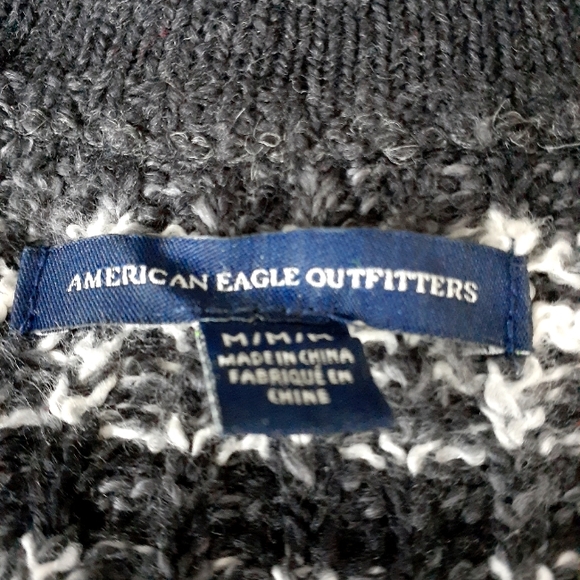 AMERICAN EAGLE OUTFITTERS
M/M/M
MADE IN CHINA
FABRIQUÉ EN
CHINE